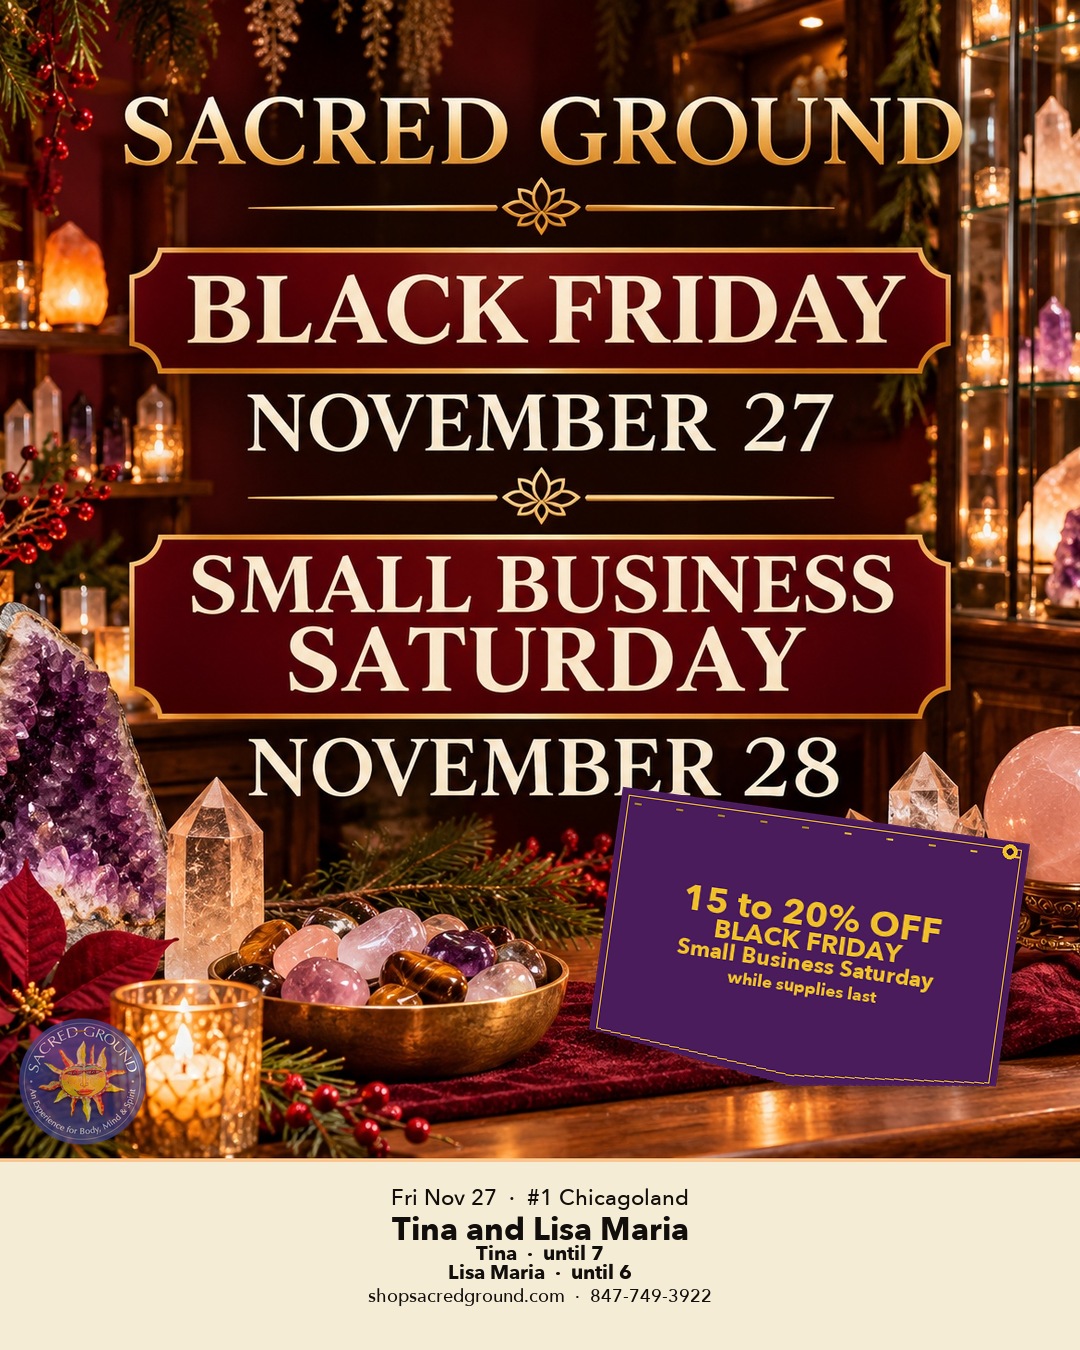 SACRED GROUND
BLACK FRIDAY
NOVEMBER 27
SMALL BUSINESS
SATURDAY
NOVEMBER 28
15 to 20% OFF
BLACK FRIDAY
Small Business Saturday
while supplies last
SACRED GROUND
An Experience for Body, Mind & Spirit
Fri Nov 27 · #1 Chicagoland
Tina and Lisa Maria
Tina · until 7
Lisa Maria · until 6
shopsacredground.com · 847-749-3922